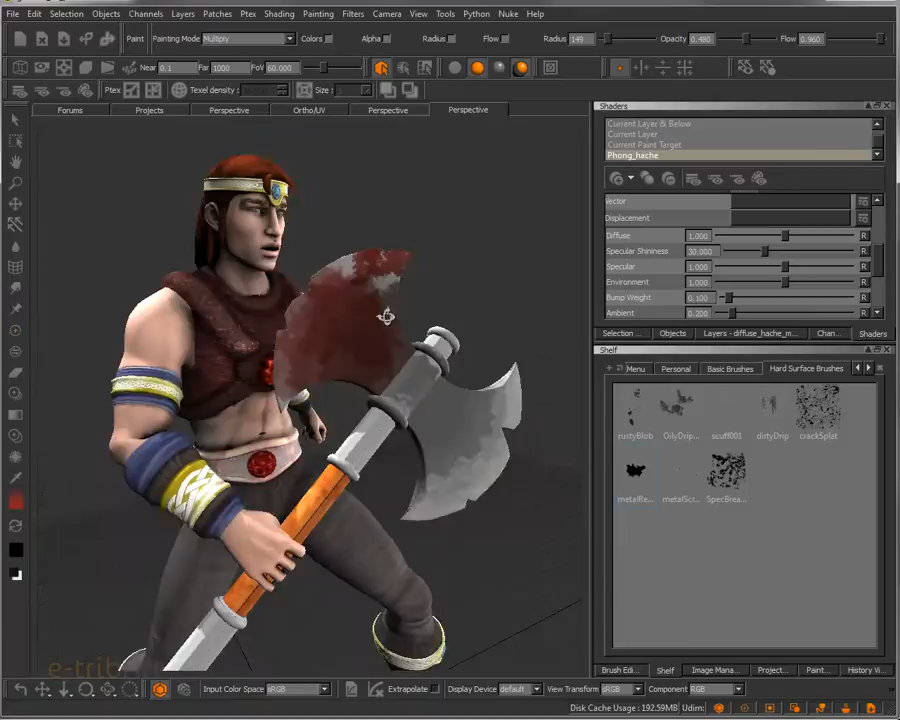 File Edit Selection Objects Channels Layers Patches Ptex Shading Painting Filters Camera View Tools Python Nuke Help
Paint Painting Mode Multiply Colors Alpha Radius Flow Radius 149 Opacity 0.480 Flow 0.960
Near 0.1 Far 1000 FoV 60.000
Ptex Texel density: Size :
Forums Projects Perspective Ortho/UV Perspective Perspective
Shaders
Current Layer & Below
Current Layer
Current Paint Target
Phong_hache
Vector
Displacement
Diffuse 1.000 R
Specular Shininess 30.000 R
Specular 1.000 R
Environment 1.000 R
Bump Weight 0.100 R
Ambient 0.200 R
Selection ... Objects Layers - diffuse_hache_m... Chan... Shaders
Shelf
Menu Personal Basic Brushes Hard Surface Brushes
rustyBlob OilyDrip... scuff001 dirtyDrip crackSplat
metalRe... metalScr... SpecBrea...
Brush Edi... Shelf Image Mana... Project... Paint... History V...
e-trib
Input Color Space sRGB Extrapolate Display Device default View Transform sRGB Component RGB
Disk Cache Usage : 192.59MB Udim: